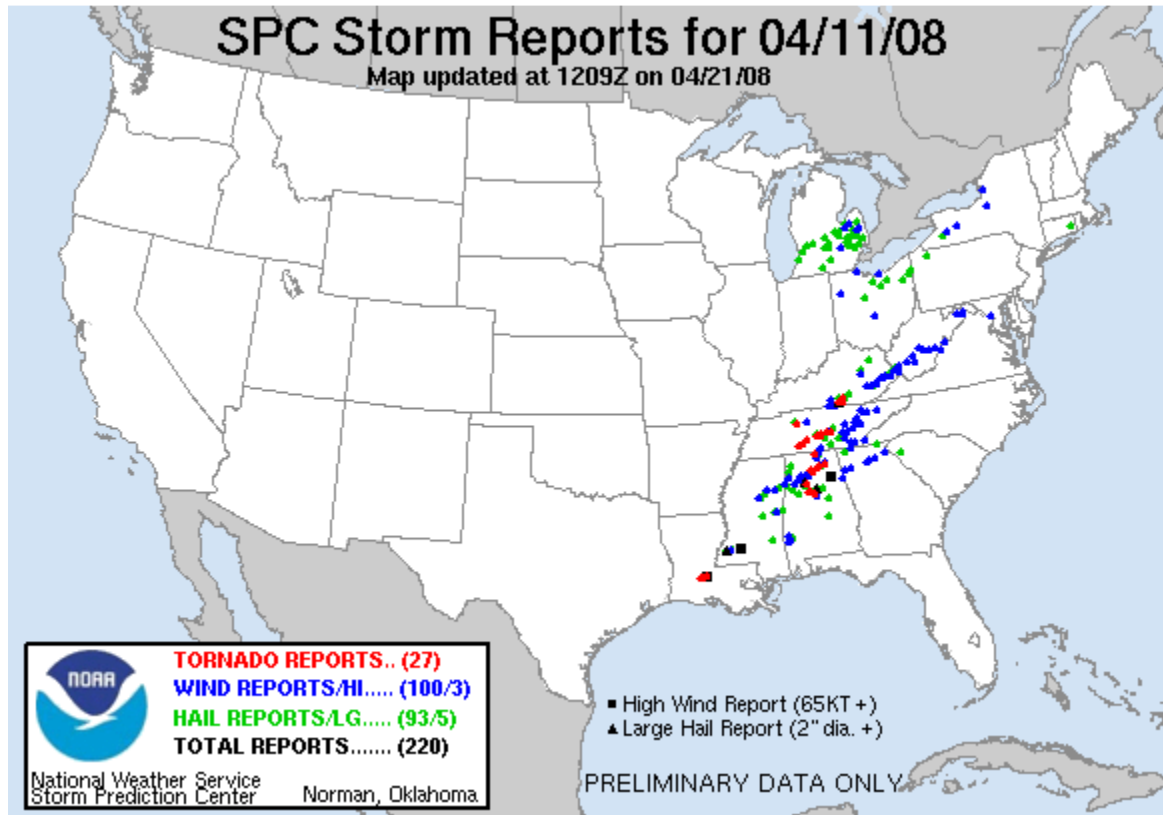 SPC Storm Reports for 04/11/08
Map updated at 1209Z on 04/21/08
NOAA
TORNADO REPORTS.. (27)
WIND REPORTS/HI..... (100/3)
HAIL REPORTS/LG..... (93/5)
TOTAL REPORTS....... (220)
National Weather Service
Storm Prediction Center Norman, Oklahoma
High Wind Report (65KT +)
Large Hail Report (2" dia. +)
PRELIMINARY DATA ONLY